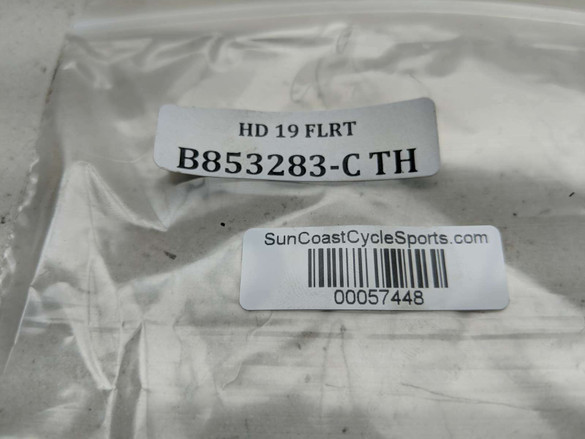 HD 19 FLRT
B853283-C TH
SunCoastCycleSports.com
00057448